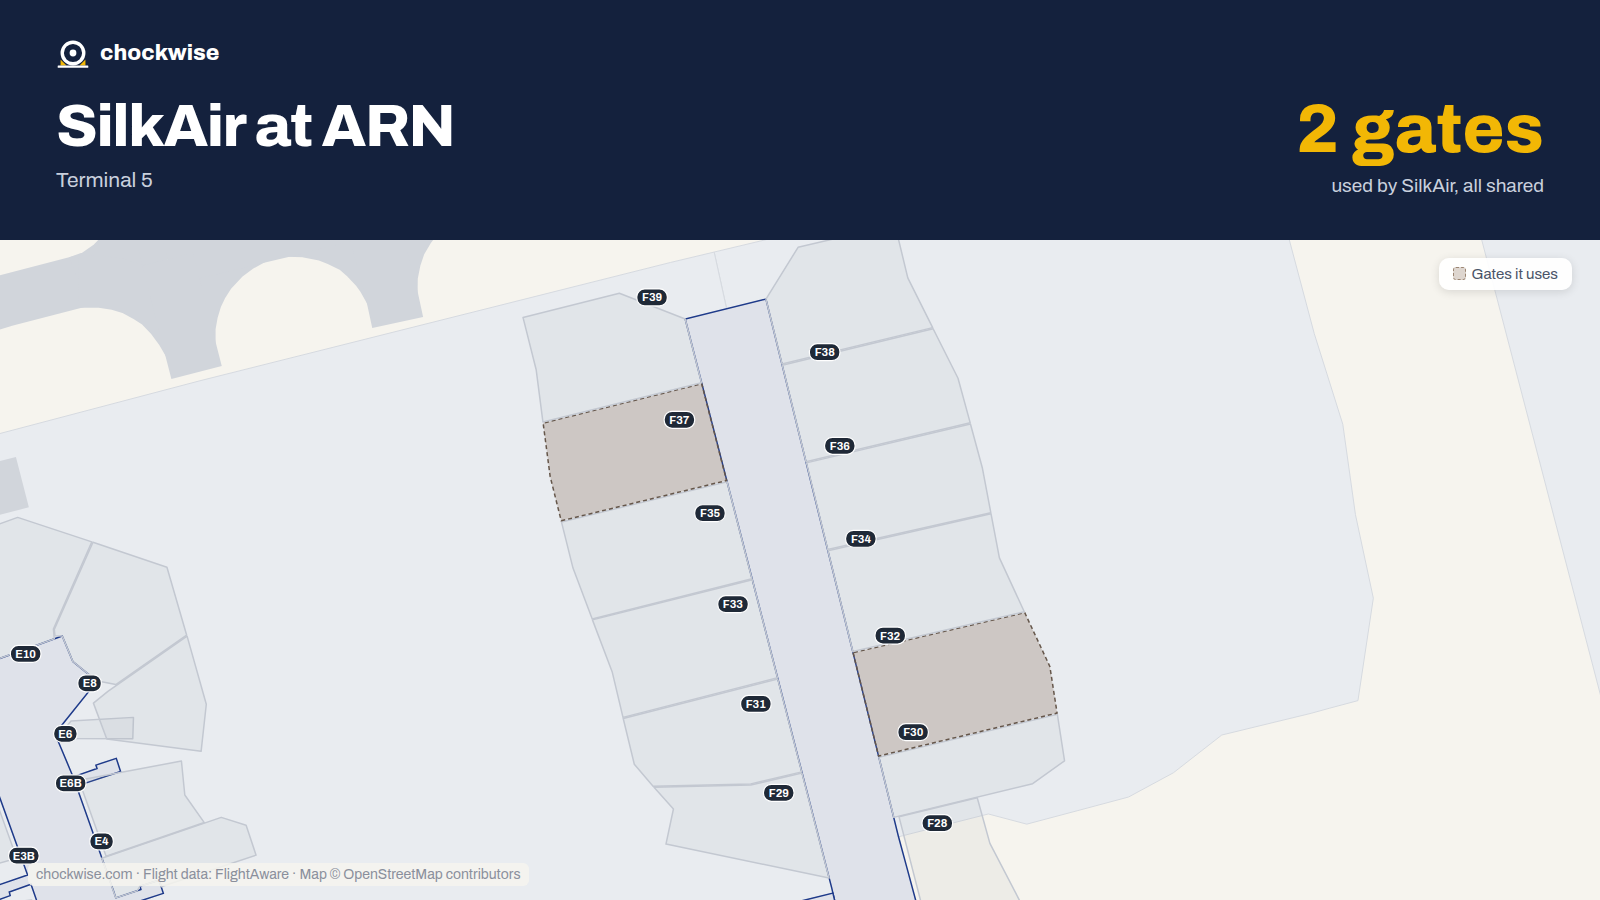 chockwise
SilkAir at ARN
Terminal 5
2 gates
used by SilkAir, all shared
Gates it uses
F39
F38
F37
F36
F35
F34
F33
F32
F31
F30
F29
F28
E10
E8
E6
E6B
E4
E3B
chockwise.com · Flight data: FlightAware · Map © OpenStreetMap contributors